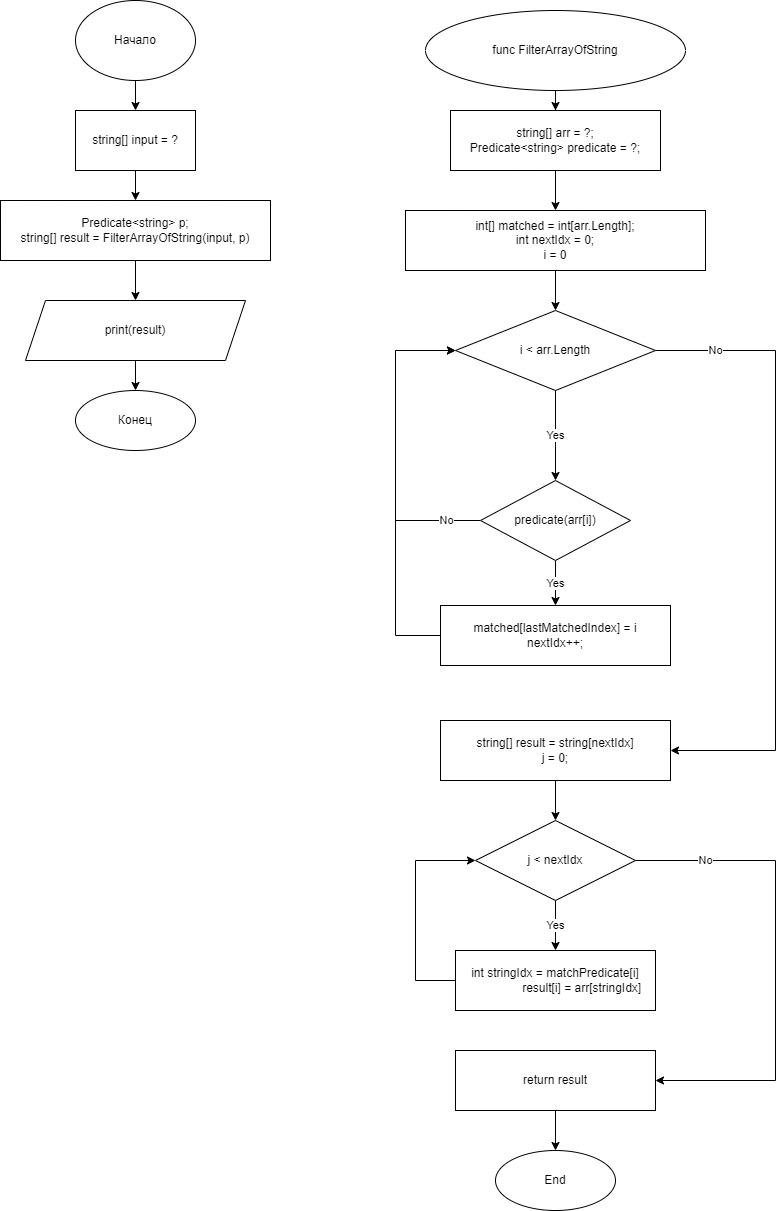 Начало
string[] input = ?
Predicate<string> p;
string[] result = FilterArrayOfString(input, p)
print(result)
Конец
func FilterArrayOfString
string[] arr = ?;
Predicate<string> predicate = ?;
int[] matched = int[arr.Length];
int nextIdx = 0;
i = 0
i < arr.Length
No
Yes
predicate(arr[i])
No
Yes
matched[lastMatchedIndex] = i
nextIdx++;
string[] result = string[nextIdx]
j = 0;
j < nextIdx
No
Yes
int stringIdx = matchPredicate[i]
result[i] = arr[stringIdx]
return result
End